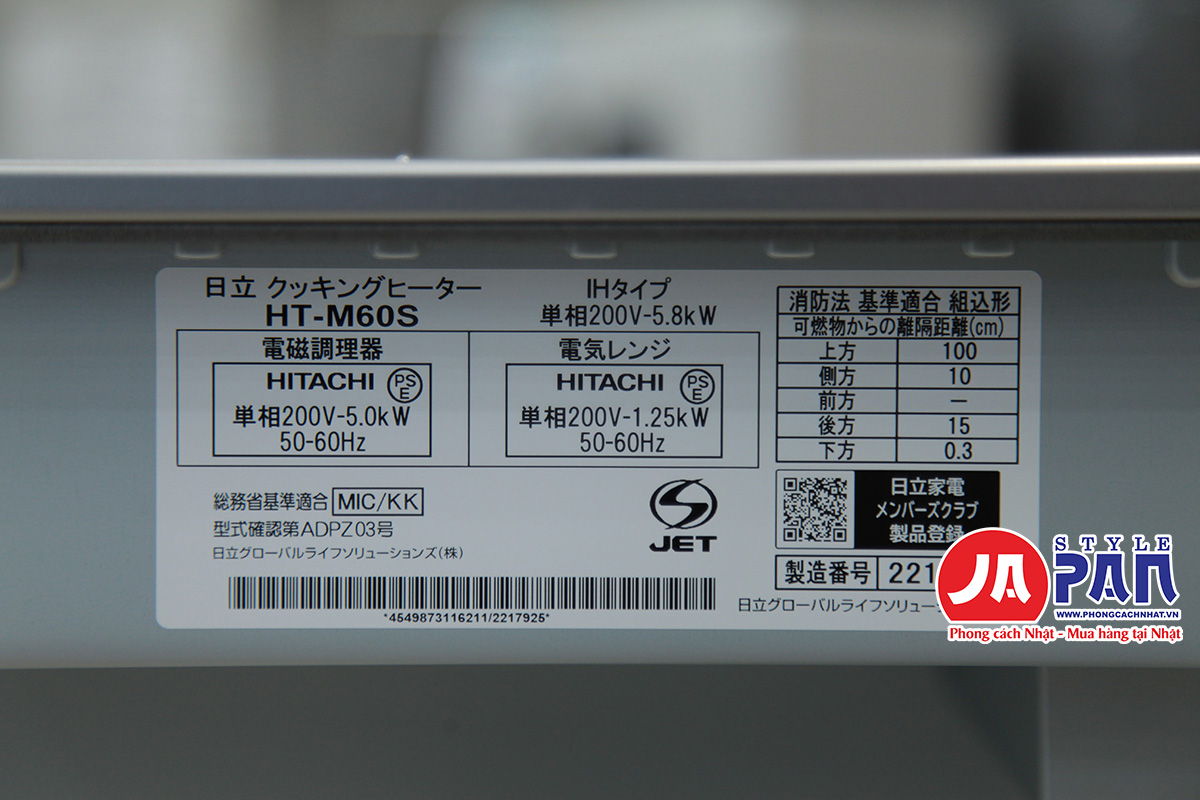 日立 クッキングヒーター
HT-M60S
IHタイプ
単相200V-5.8kW
電磁調理器
HITACHI PSE
単相200V-5.0kW
50-60Hz
電気レンジ
HITACHI PSE
単相200V-1.25kW
50-60Hz
総務省基準適合 MIC/KK
型式確認第ADPZ03号
日立グローバルライフソリューションズ(株)
JET
*4549873116211/2217925*
消防法 基準適合 組込形
可燃物からの離隔距離(cm)
上方 100
側方 10
前方 ー
後方 15
下方 0.3
日立家電
メンバーズクラブ
製品登録
製造番号 221
日立グローバルライフソリュー
JAPAN STYLE
WWW.PHONGCACHNHAT.VN
Phong cách Nhật - Mua hàng tại Nhật